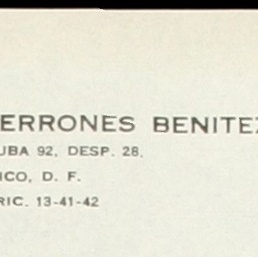 ERRONES BENITEZ
UBA 92, DESP. 28,
ICO, D. F.
RIC. 13-41-42